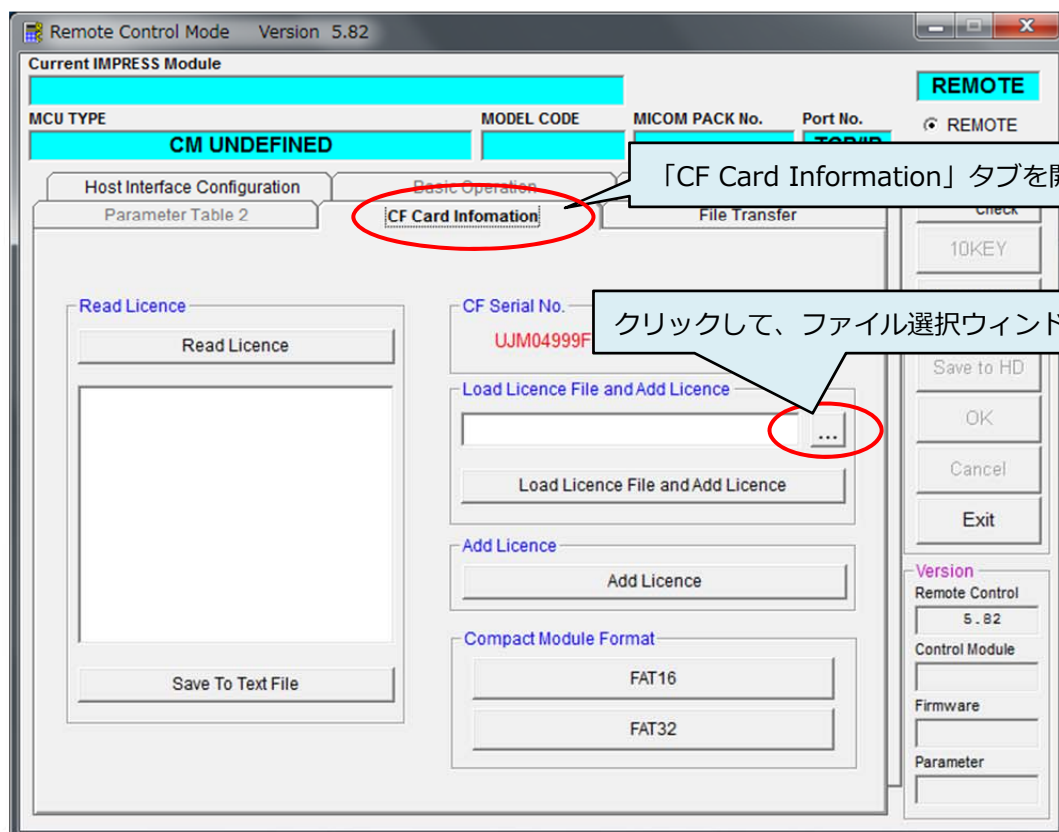 Remote Control Mode Version 5.82
Current IMPRESS Module
REMOTE
MCU TYPE
MODEL CODE
MICOM PACK No.
Port No.
REMOTE
CM UNDEFINED
「CF Card Information」タブを開
Host Interface Configuration
Basic Operation
Parameter Table 2
CF Card Infomation
File Transfer
Check
10KEY
Read Licence
Read Licence
CF Serial No.
UJM04999F
クリックして、ファイル選択ウィンド
Save to HD
Load Licence File and Add Licence
...
OK
Load Licence File and Add Licence
Cancel
Exit
Add Licence
Add Licence
Version
Remote Control
5.82
Compact Module Format
Control Module
FAT16
Save To Text File
Firmware
FAT32
Parameter